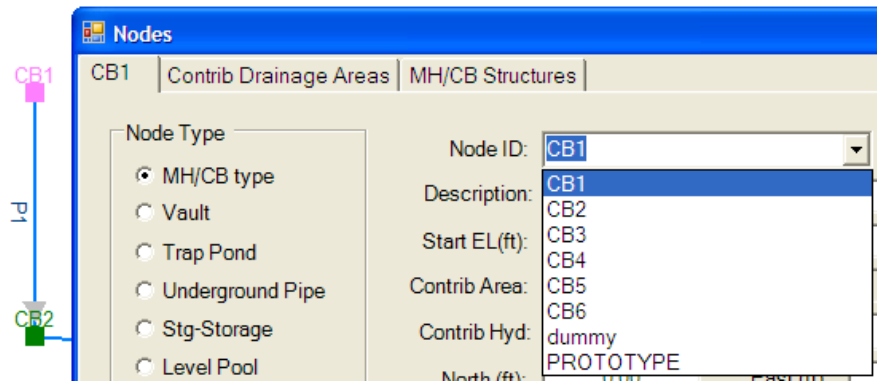 Nodes
CB1
CB1
Contrib Drainage Areas
MH/CB Structures
Node Type
MH/CB type
Vault
Trap Pond
Underground Pipe
Stg-Storage
Level Pool
Node ID:
CB1
Description:
Start EL(ft):
Contrib Area:
Contrib Hyd:
North (ft):
CB1
CB2
CB3
CB4
CB5
CB6
dummy
PROTOTYPE
P1
CB2